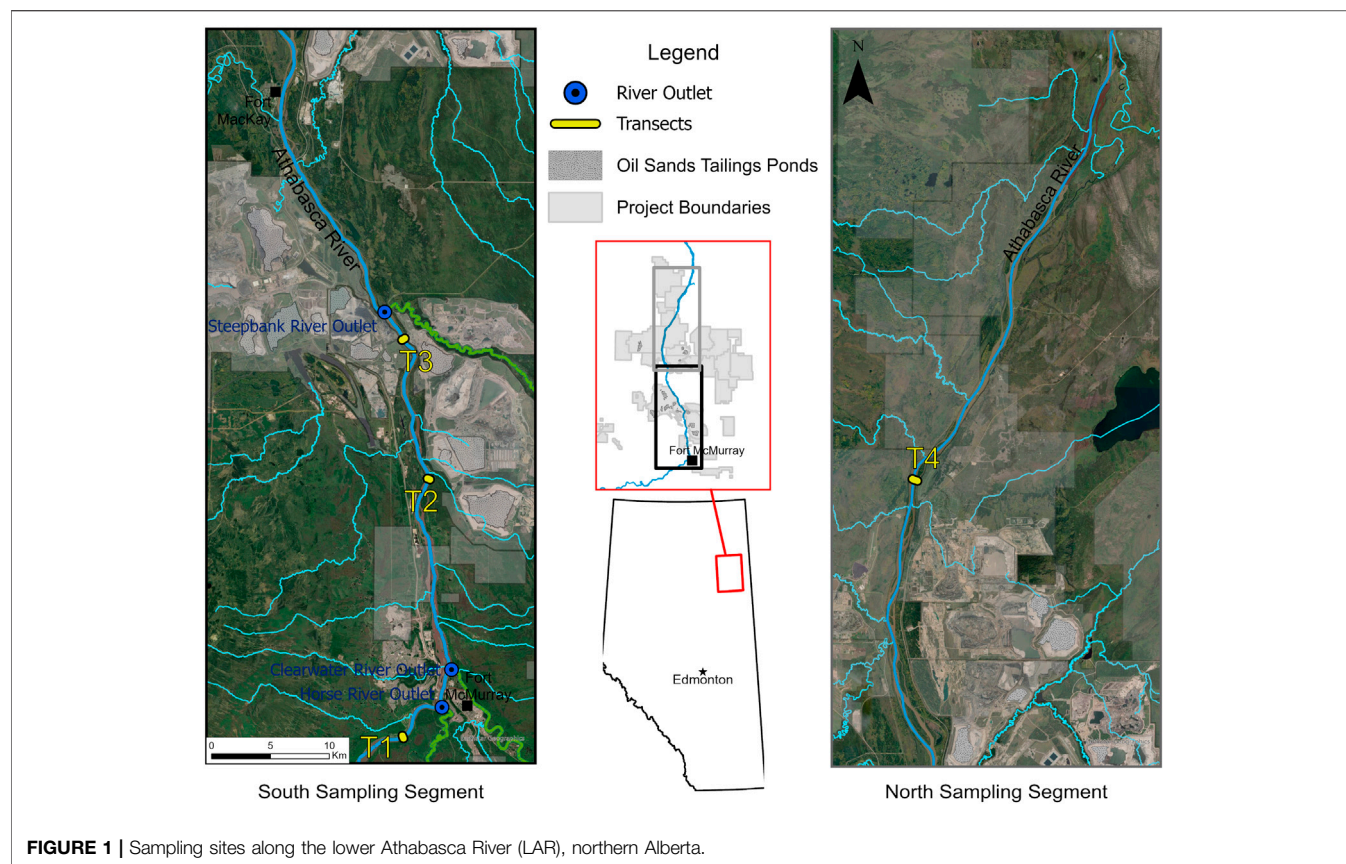 Legend
River Outlet
Transects
Oil Sands Tailings Ponds
Project Boundaries
Fort
MacKay
Athabasca River
Steepbank River Outlet
T3
T2
Clearwater River Outlet
Horse River Outlet
Fort
McMurray
T1
0 5 10
Km
South Sampling Segment
Fort McMurray
Edmonton
N
Athabasca River
T4
North Sampling Segment
FIGURE 1 | Sampling sites along the lower Athabasca River (LAR), northern Alberta.